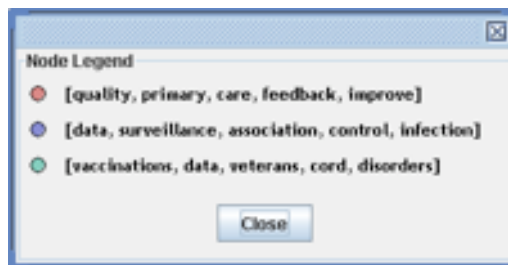 Node Legend
[quality, primary, care, feedback, improve]
[data, surveillance, association, control, infection]
[vaccinations, data, veterans, cord, disorders]
Close